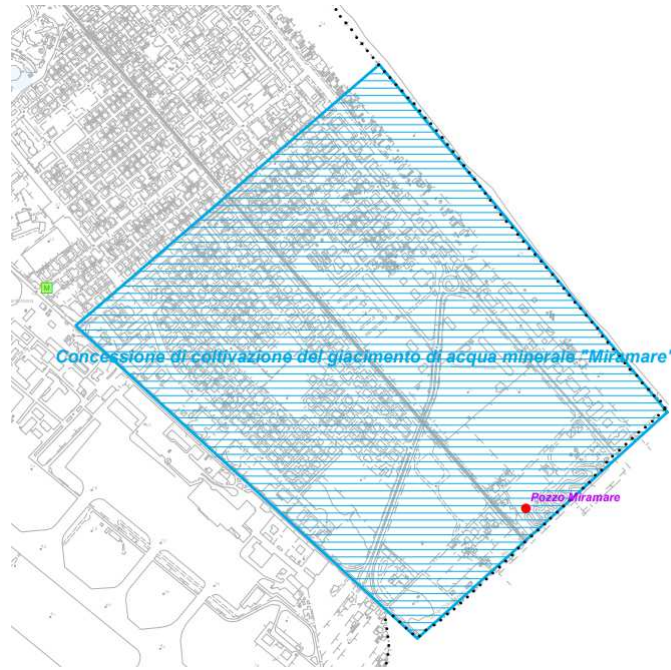 M
Concessione di coltivazione del giacimento di acqua minerale "Miramare"
Pozzo Miramare